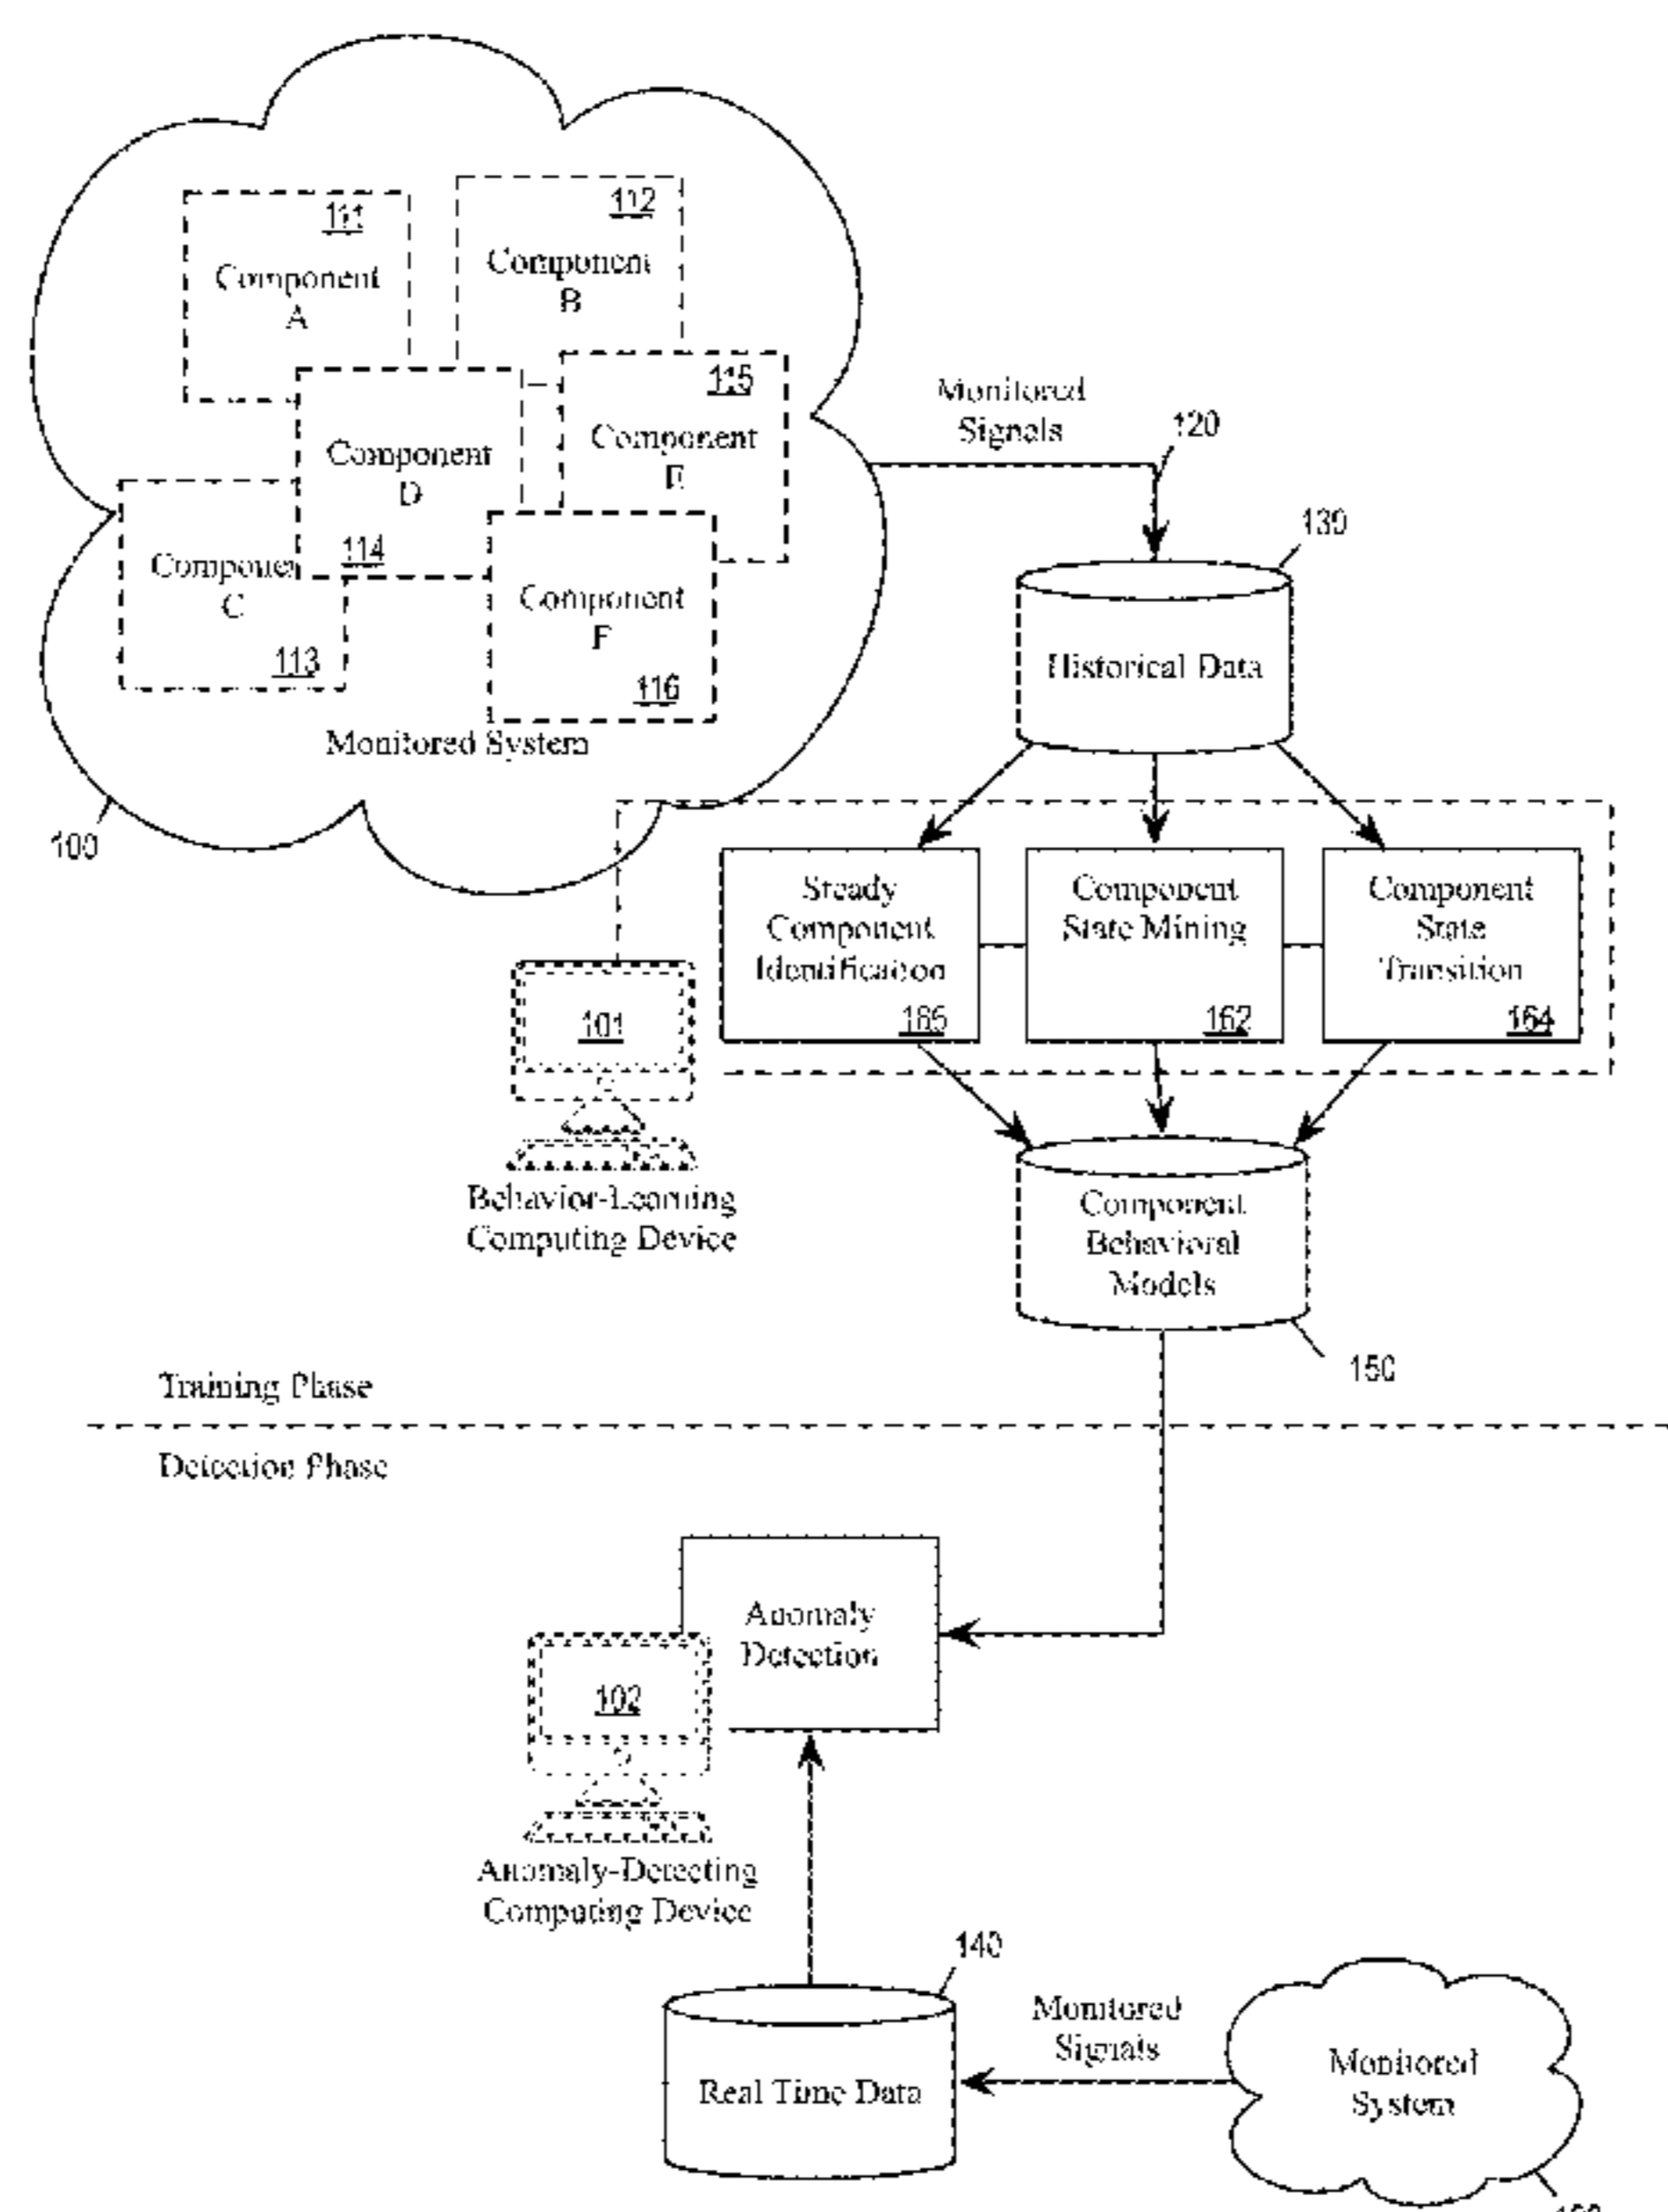 111
Component
A
112
Component
B
115
Component
E
Component
D
114
Component
F
116
C
113
Monitored System
100
Monitored
Signals
120
130
Historical Data
Steady
Component
Identification
165
Component
State Mining
162
Component
State
Transition
164
101
Behavior-Learning
Computing Device
Component
Behavioral
Models
150
Training Phase
Detection Phase
Anomaly
Detection
102
Anomaly-Detecting
Computing Device
140
Real Time Data
Monitored
Signals
Monitored
System